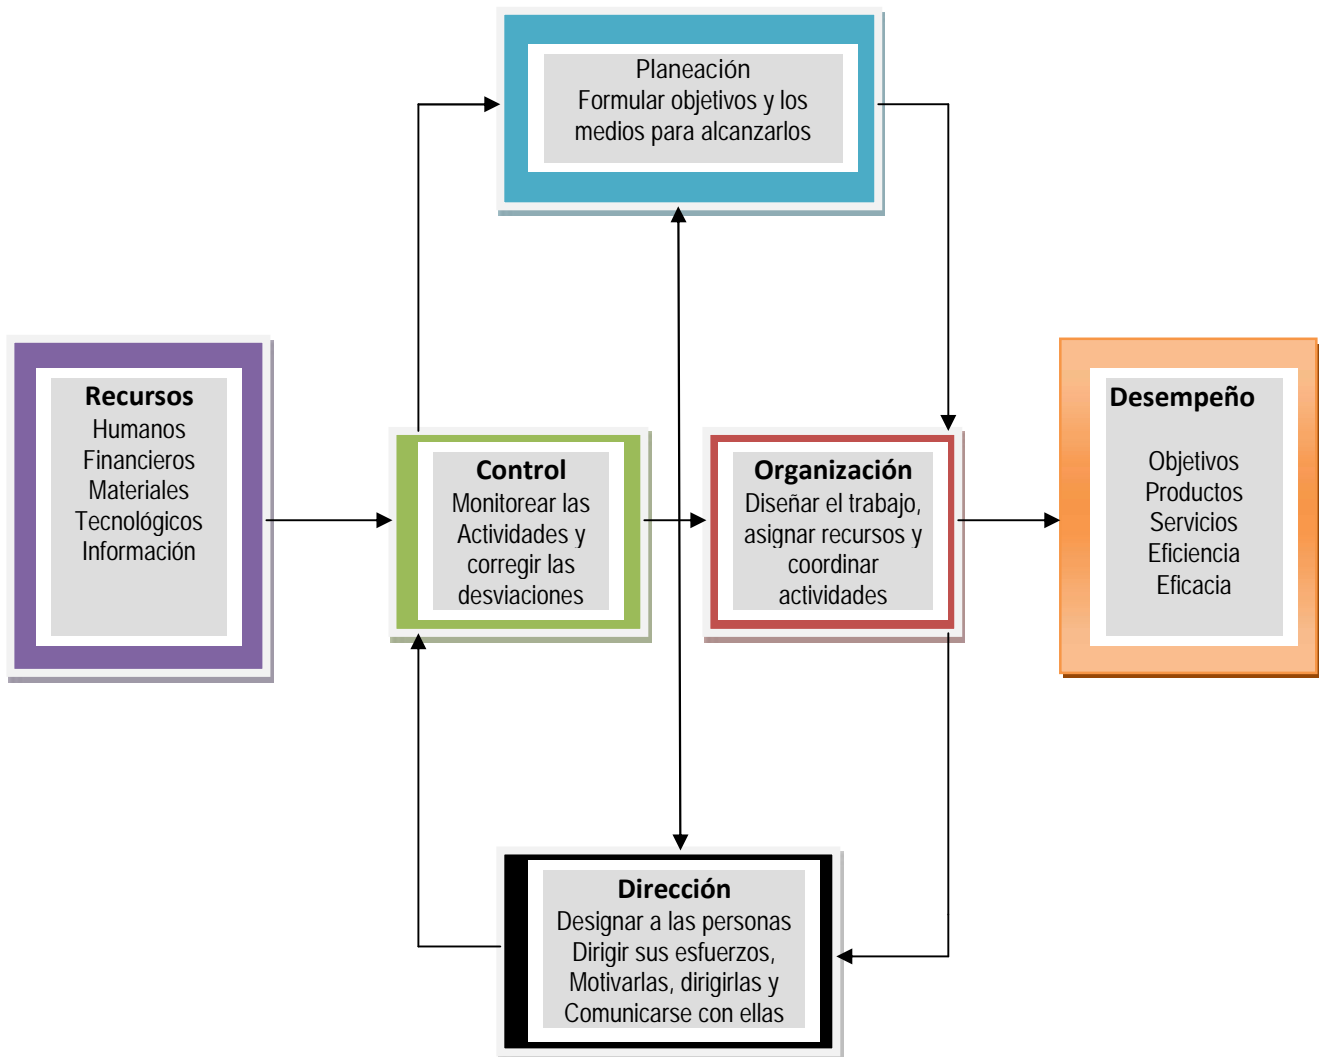 Planeación
Formular objetivos y los
medios para alcanzarlos
Recursos
Humanos
Financieros
Materiales
Tecnológicos
Información
Control
Monitorear las
Actividades y
corregir las
desviaciones
Organización
Diseñar el trabajo,
asignar recursos y
coordinar
actividades
Desempeño
Objetivos
Productos
Servicios
Eficiencia
Eficacia
Dirección
Designar a las personas
Dirigir sus esfuerzos,
Motivarlas, dirigirlas y
Comunicarse con ellas